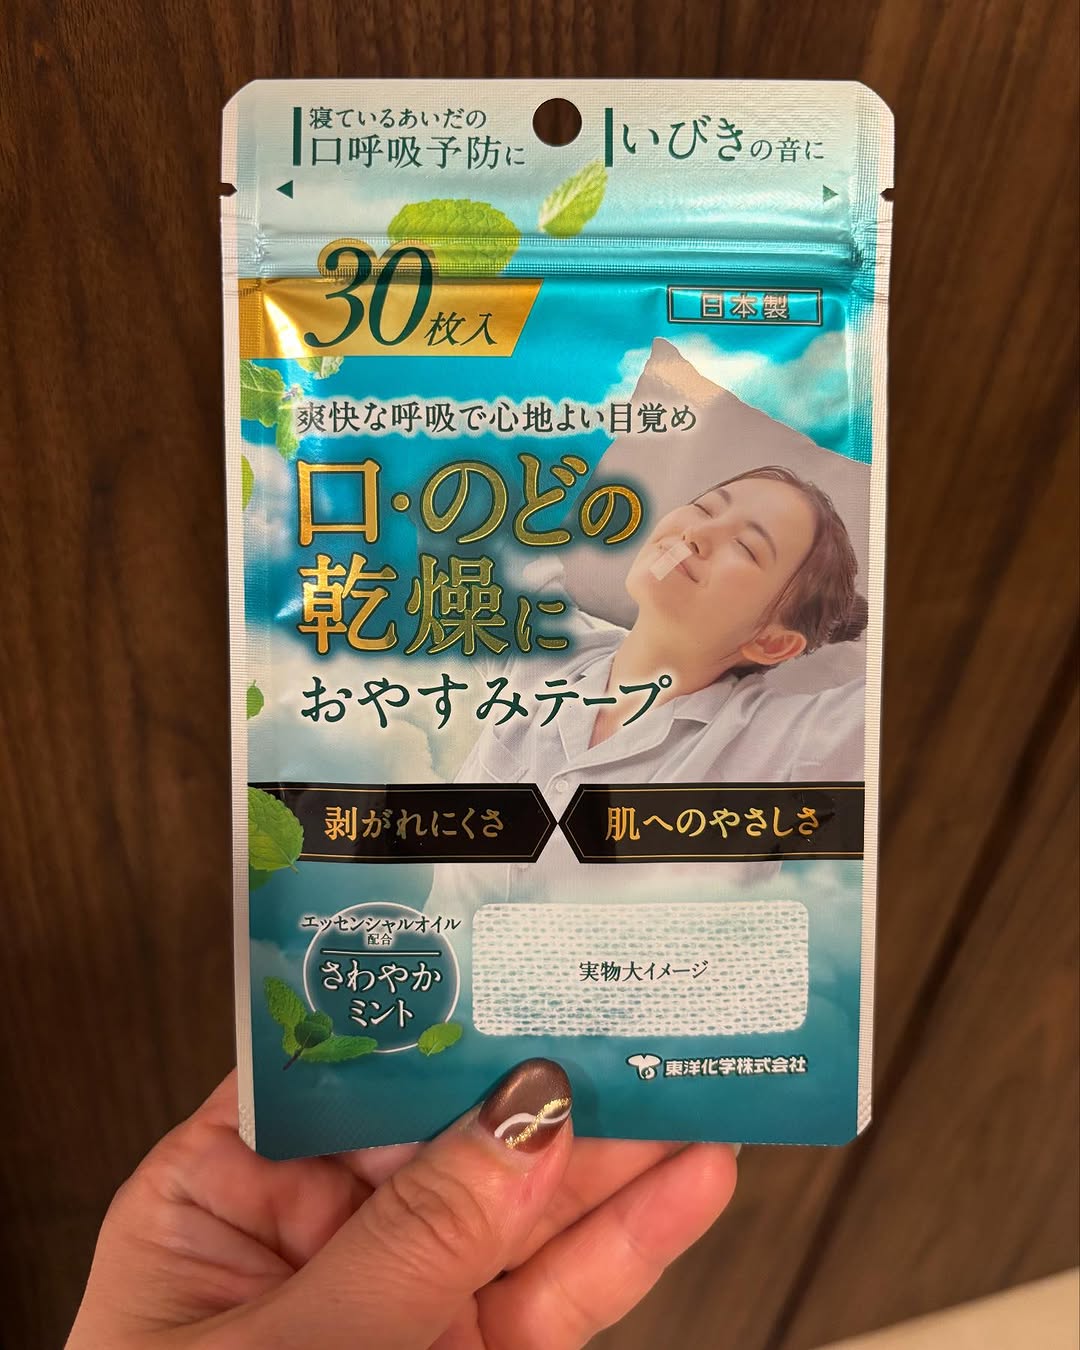 寝ているあいだの
口呼吸予防に
いびきの音に
30枚入
日本製
爽快な呼吸で心地よい目覚め
口・のどの
乾燥に
おやすみテープ
剥がれにくさ
肌へのやさしさ
エッセンシャルオイル
配合
さわやか
ミント
実物大イメージ
東洋化学株式会社